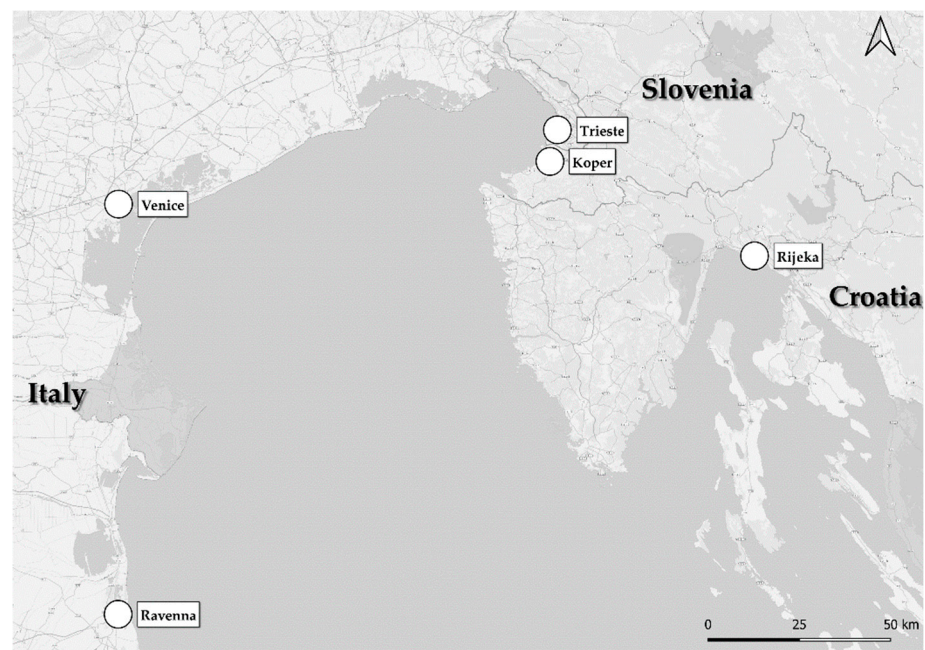 Slovenia
Trieste
Koper
Venice
Rijeka
Croatia
Italy
Ravenna
0 25 50 km